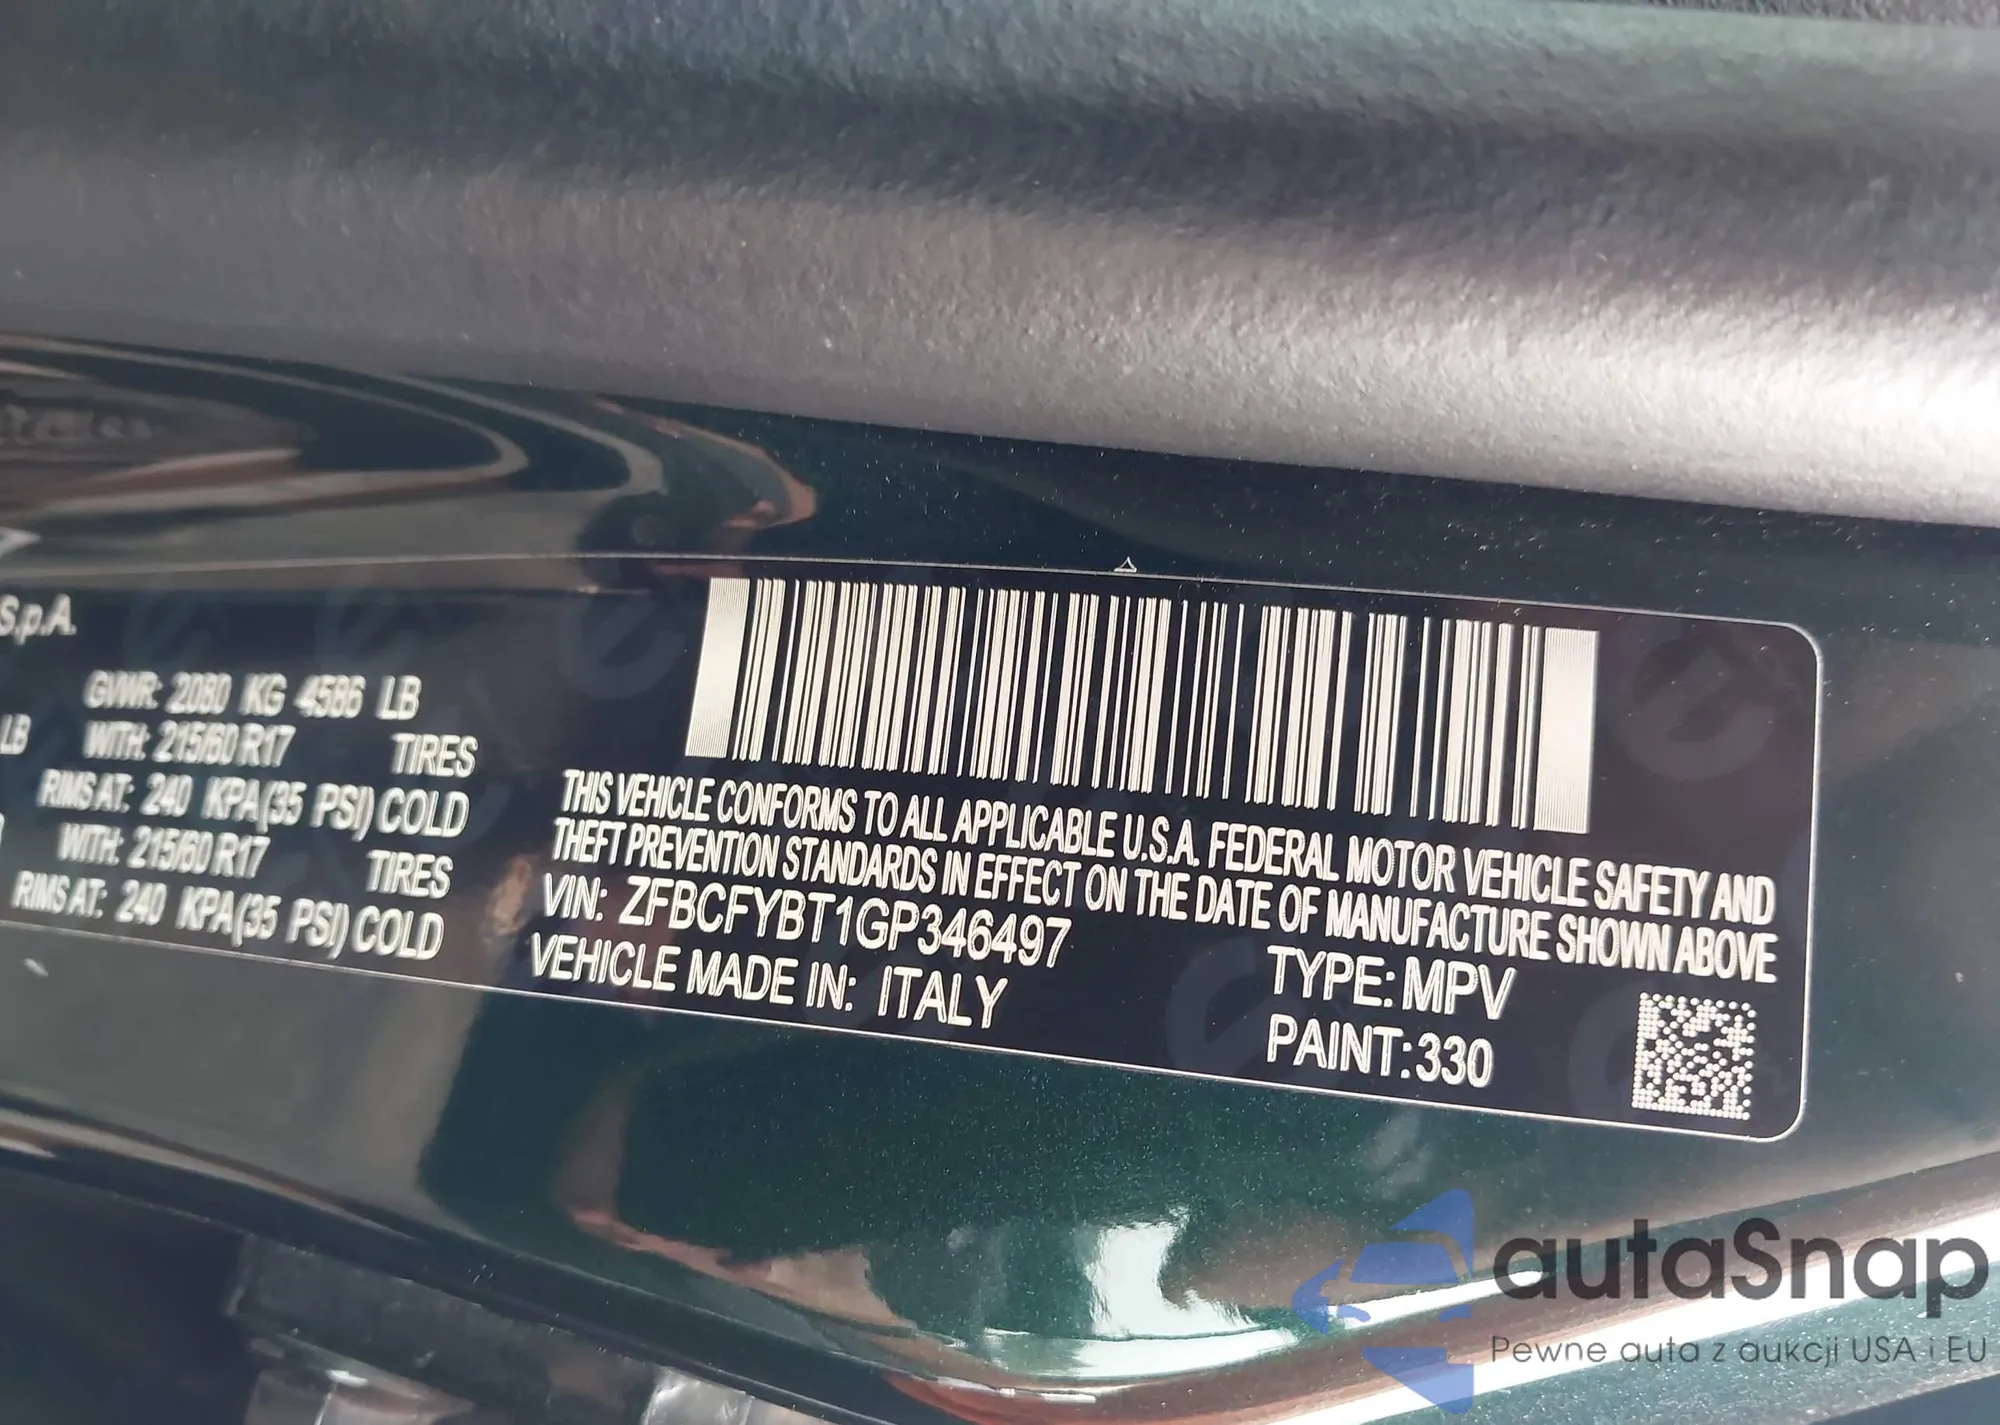 S.p.A.
GVWR: 2080 KG 4586 LB
LB WITH: 215/60 R17 TIRES
RIMS AT: 240 KPA(35 PSI) COLD
WITH: 215/60 R17 TIRES
RIMS AT: 240 KPA(35 PSI) COLD
THIS VEHICLE CONFORMS TO ALL APPLICABLE U.S.A. FEDERAL MOTOR VEHICLE SAFETY AND
THEFT PREVENTION STANDARDS IN EFFECT ON THE DATE OF MANUFACTURE SHOWN ABOVE
VIN: ZFBCFYBT1GP346497
TYPE: MPV
VEHICLE MADE IN: ITALY
PAINT: 330
autaSnap
Pewne auta z aukcji USA i EU